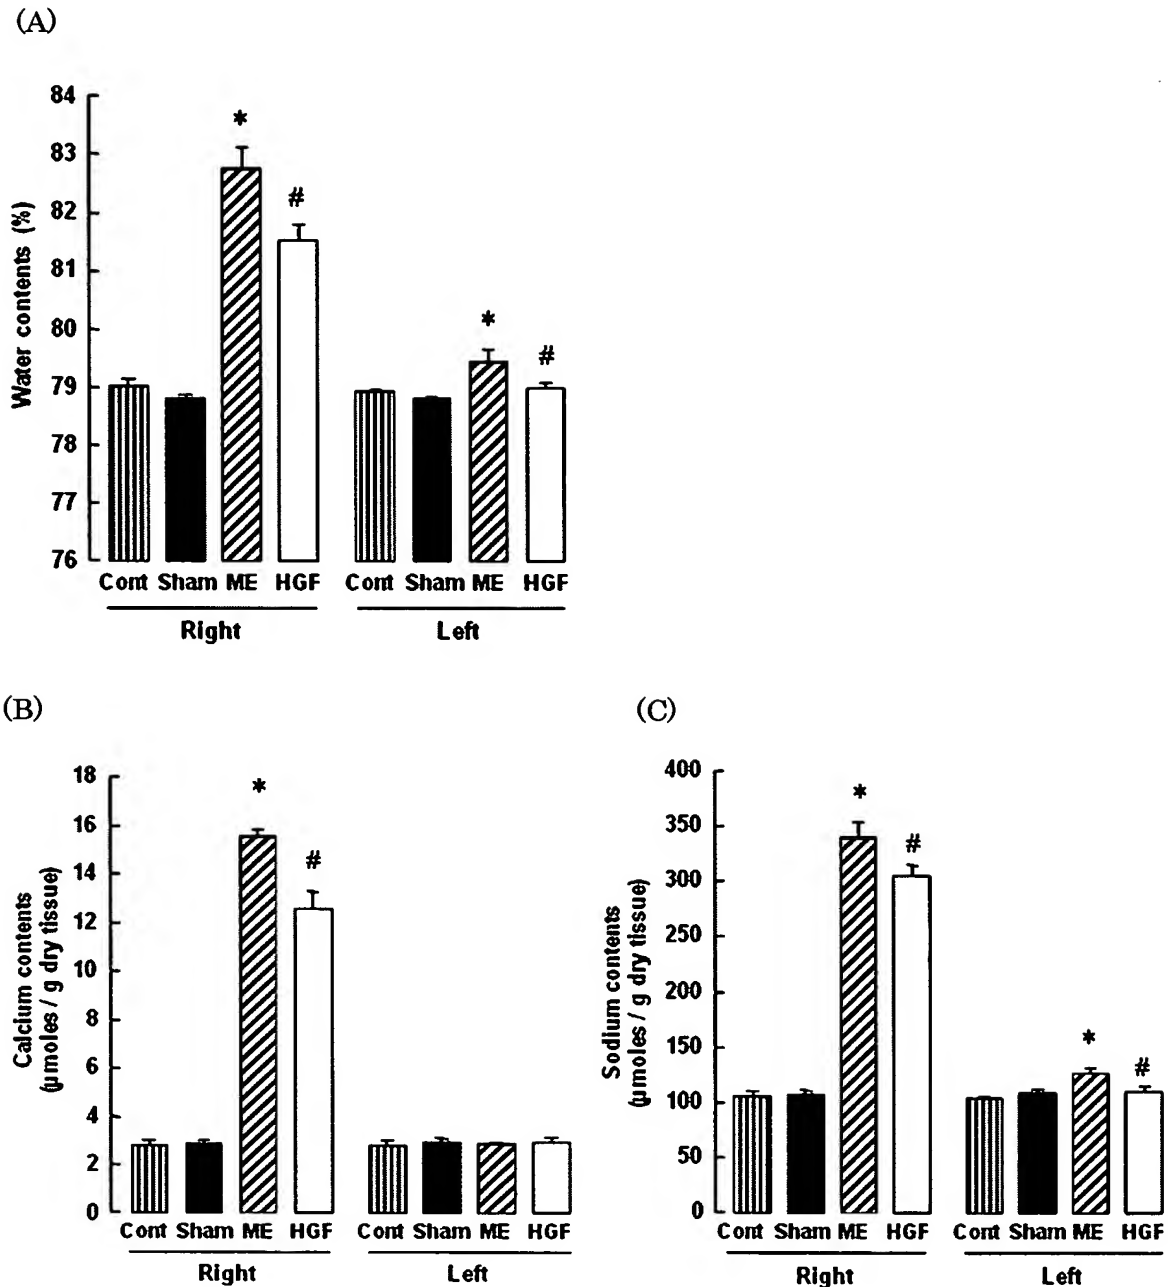 (A)
84
83
82
81
80
79
78
77
76
Water contents (%)
*
#
*
#
Cont Sham ME HGF Cont Sham ME HGF
Right Left
(B)
18
16
14
12
10
8
6
4
2
0
Calcium contents
(μmoles / g dry tissue)
*
#
Cont Sham ME HGF Cont Sham ME HGF
Right Left
(C)
400
350
300
250
200
150
100
50
0
Sodium contents
(μmoles / g dry tissue)
*
#
*
#
Cont Sham ME HGF Cont Sham ME HGF
Right Left